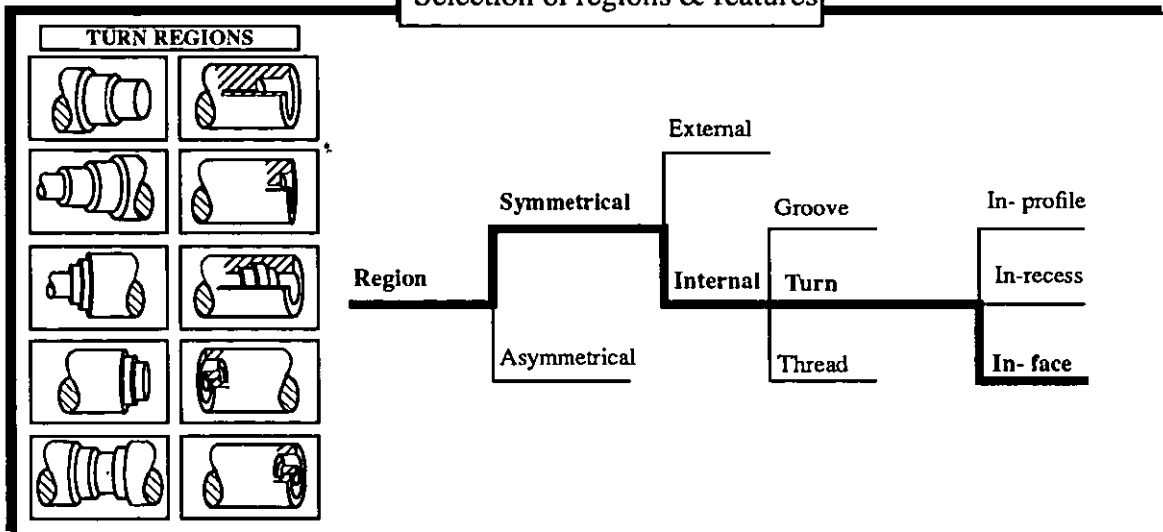 Selection of regions & features
TURN REGIONS
External
Symmetrical
Groove
In- profile
Region
Internal
Turn
In-recess
Asymmetrical
Thread
In- face